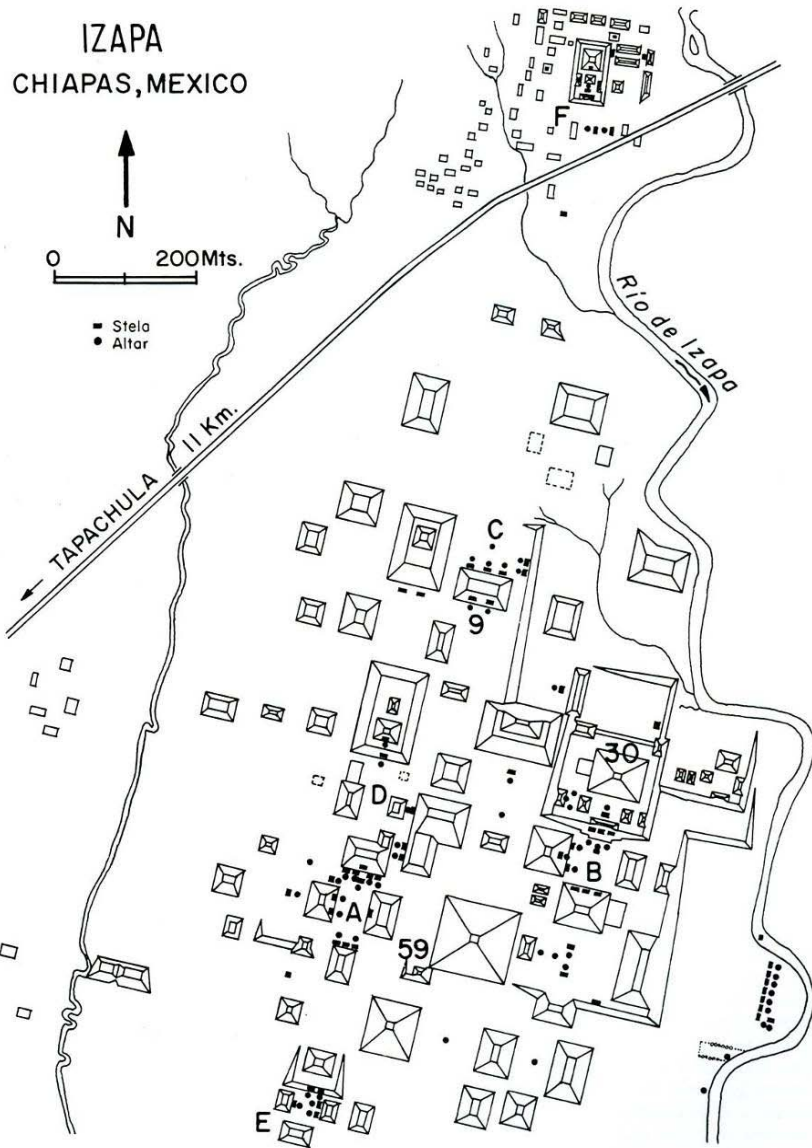 IZAPA
CHIAPAS, MEXICO
N
0 200 Mts.
Stela
Altar
F
Río de Izapa
TAPACHULA 11 Km.
C
9
30
D
B
A
59
E